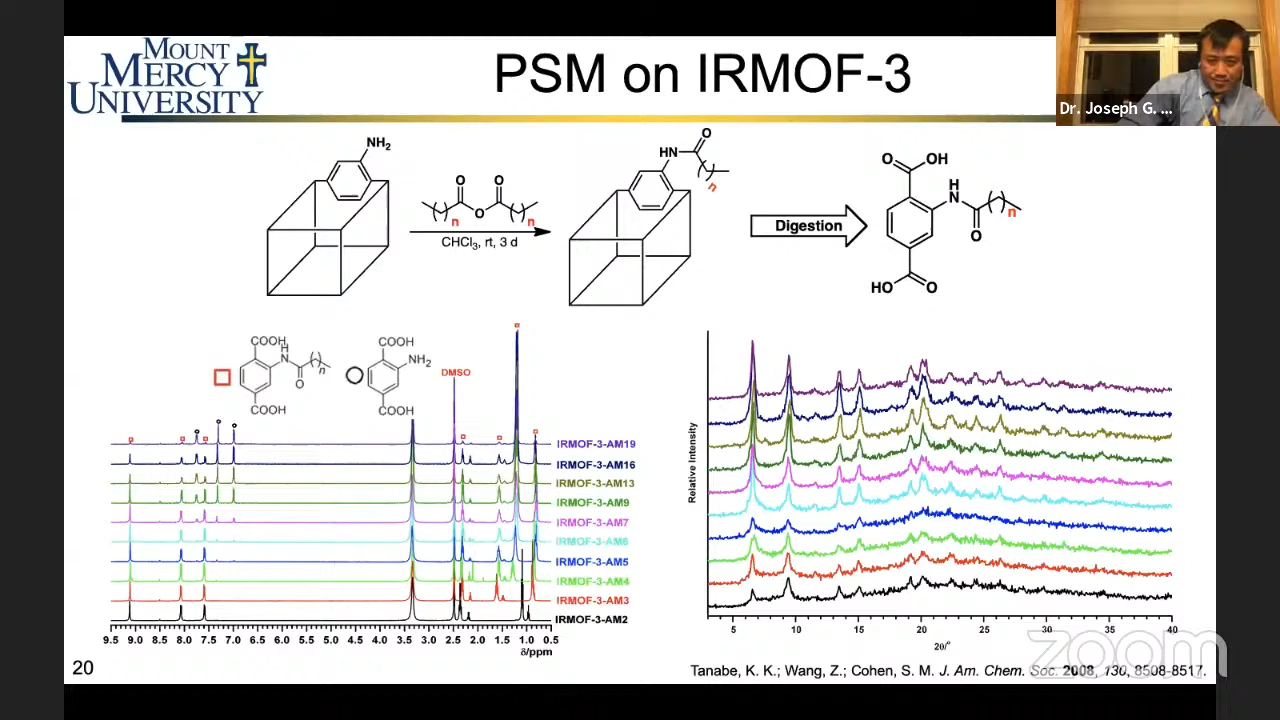 MOUNT
MERCY
UNIVERSITY
PSM on IRMOF-3
Dr. Joseph G. ...
NH2
O O
O
n n
CHCl3, rt, 3 d
HN
O
n
Digestion
O OH
H
N
n
O
HO O
COOH
H
N
n
O
COOH
COOH
NH2
COOH
DMSO
IRMOF-3-AM19
IRMOF-3-AM16
IRMOF-3-AM13
IRMOF-3-AM9
IRMOF-3-AM7
IRMOF-3-AM6
IRMOF-3-AM5
IRMOF-3-AM4
IRMOF-3-AM3
IRMOF-3-AM2
9.5 9.0 8.5 8.0 7.5 7.0 6.5 6.0 5.5 5.0 4.5 4.0 3.5 3.0 2.5 2.0 1.5 1.0 0.5
δ/ppm
Relative Intensity
5 10 15 20 25 30 35 40
2θ/°
20
Tanabe, K. K.; Wang, Z.; Cohen, S. M. J. Am. Chem. Soc. 2008, 130, 8508-8517.
zoom